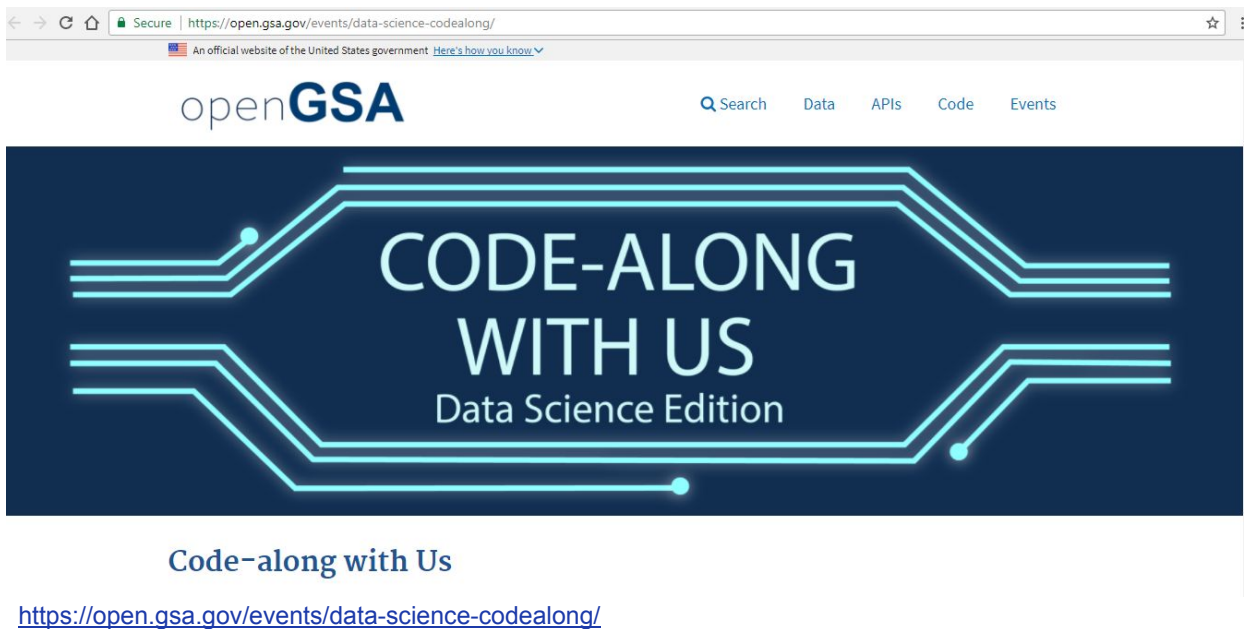 Secure | https://open.gsa.gov/events/data-science-codealong/
An official website of the United States government Here's how you know
openGSA
Search Data APIs Code Events
CODE-ALONG
WITH US
Data Science Edition
Code-along with Us
https://open.gsa.gov/events/data-science-codealong/